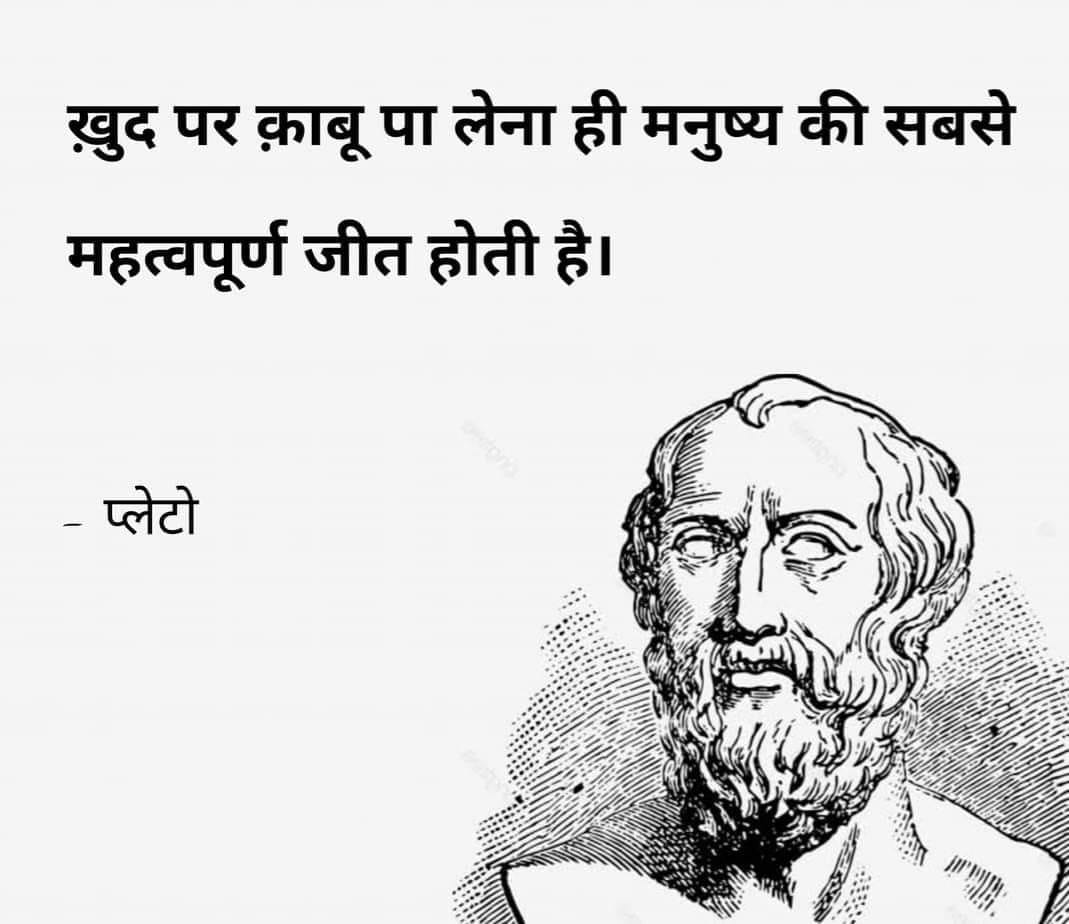 ख़ुद पर क़ाबू पा लेना ही मनुष्य की सबसे
महत्वपूर्ण जीत होती है।
– प्लेटो